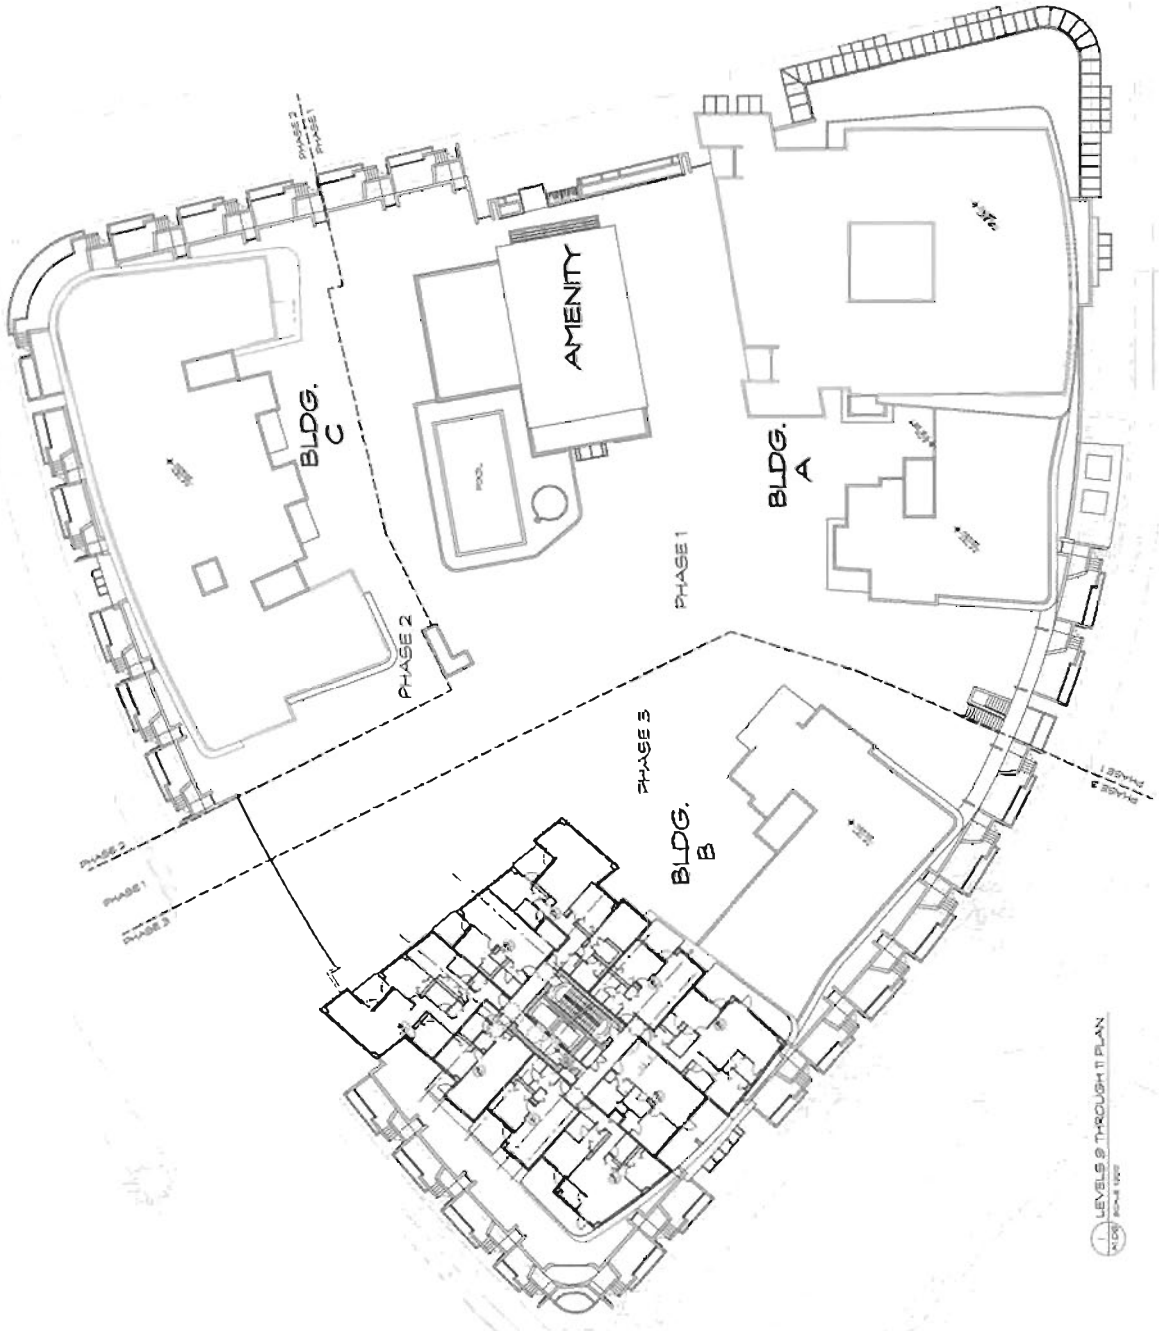 PHASE 2
PHASE 1
AMENITY
BLDG.
C
POOL
BLDG.
A
PHASE 1
PHASE 2
PHASE 3
BLDG.
B
PHASE 1
PHASE 3
PHASE 2
PHASE 1
PHASE 3
LEVELS 9 THROUGH 11 PLAN